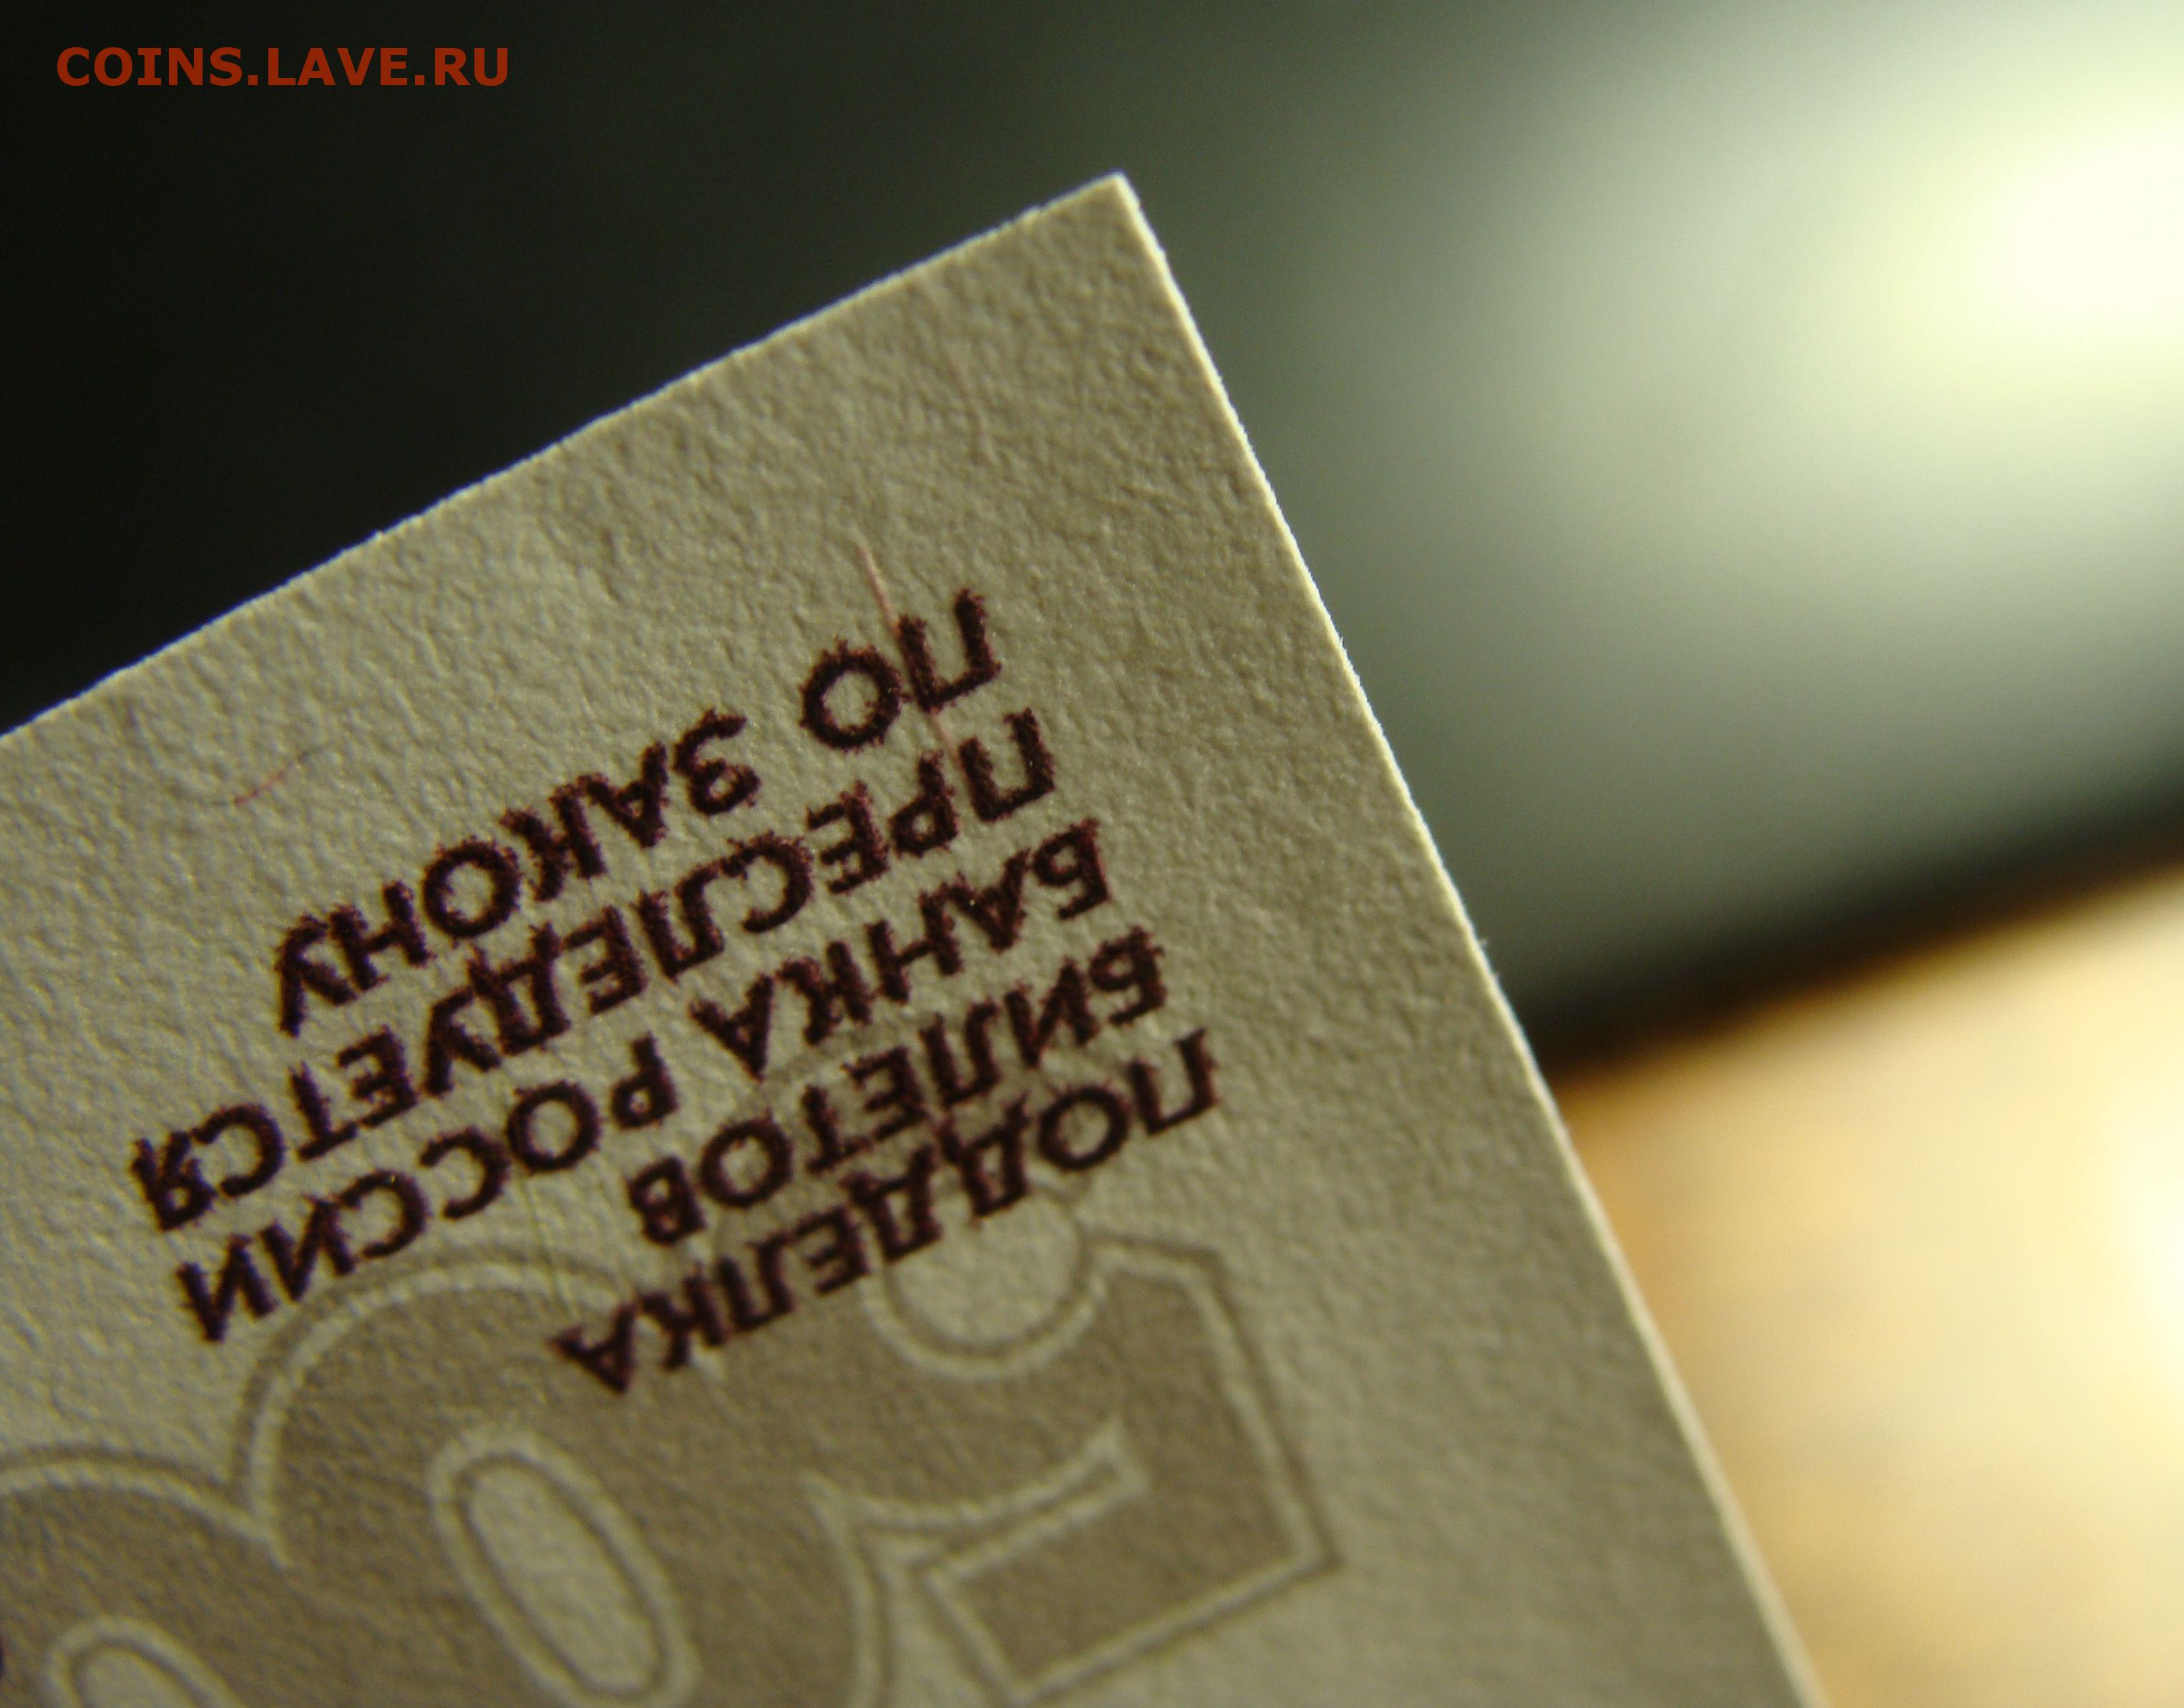 COINS.LAVE.RU
ПОДДЕЛКА
БИЛЕТОВ
БАНКА РОССИИ
ПРЕСЛЕДУЕТСЯ
ПО ЗАКОНУ